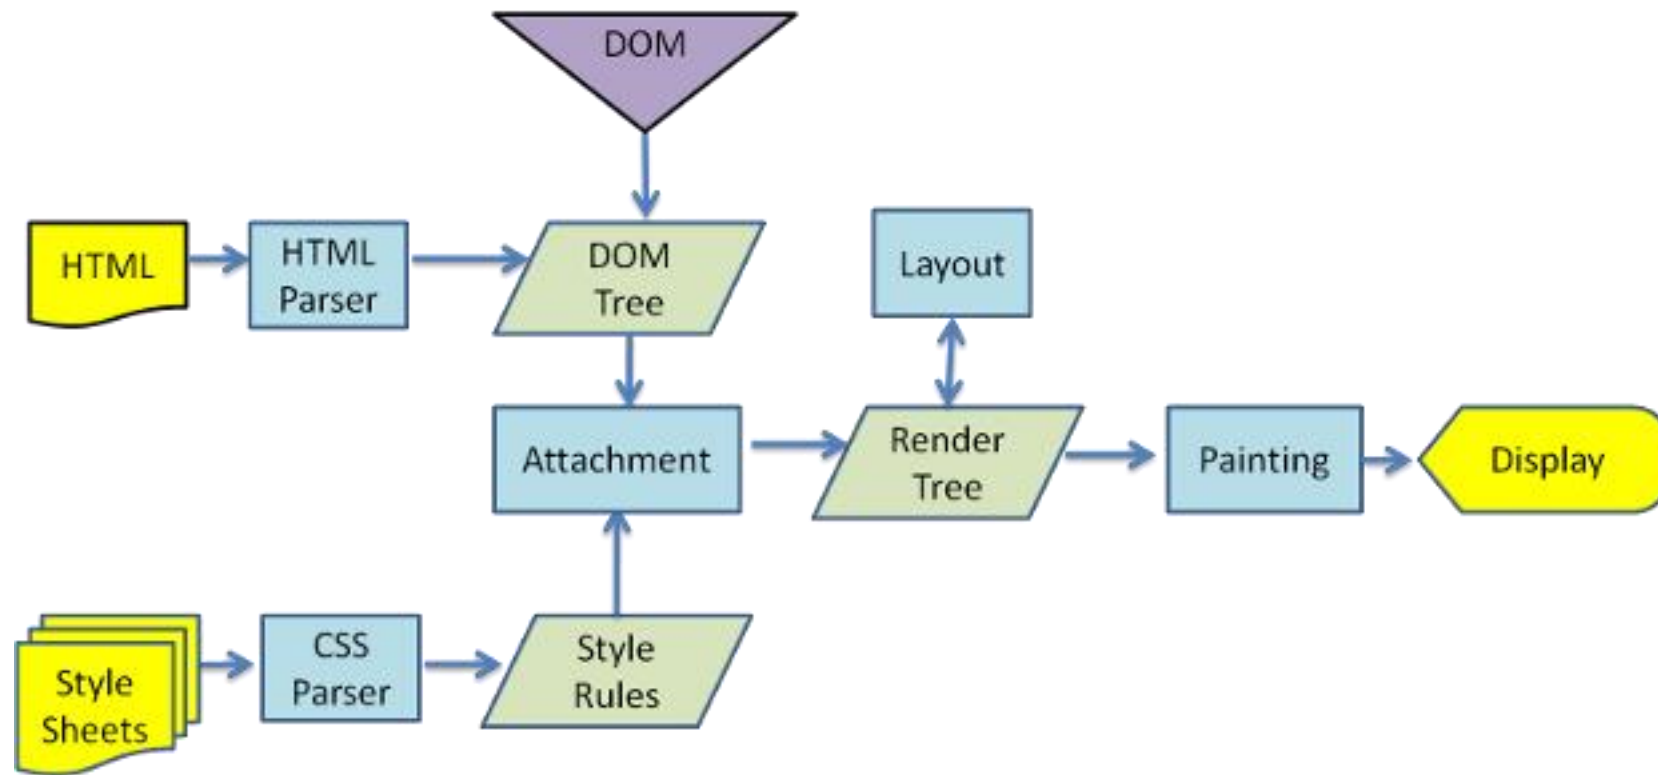 DOM
HTML
HTML
Parser
DOM
Tree
Layout
Attachment
Render
Tree
Painting
Display
Style
Sheets
CSS
Parser
Style
Rules